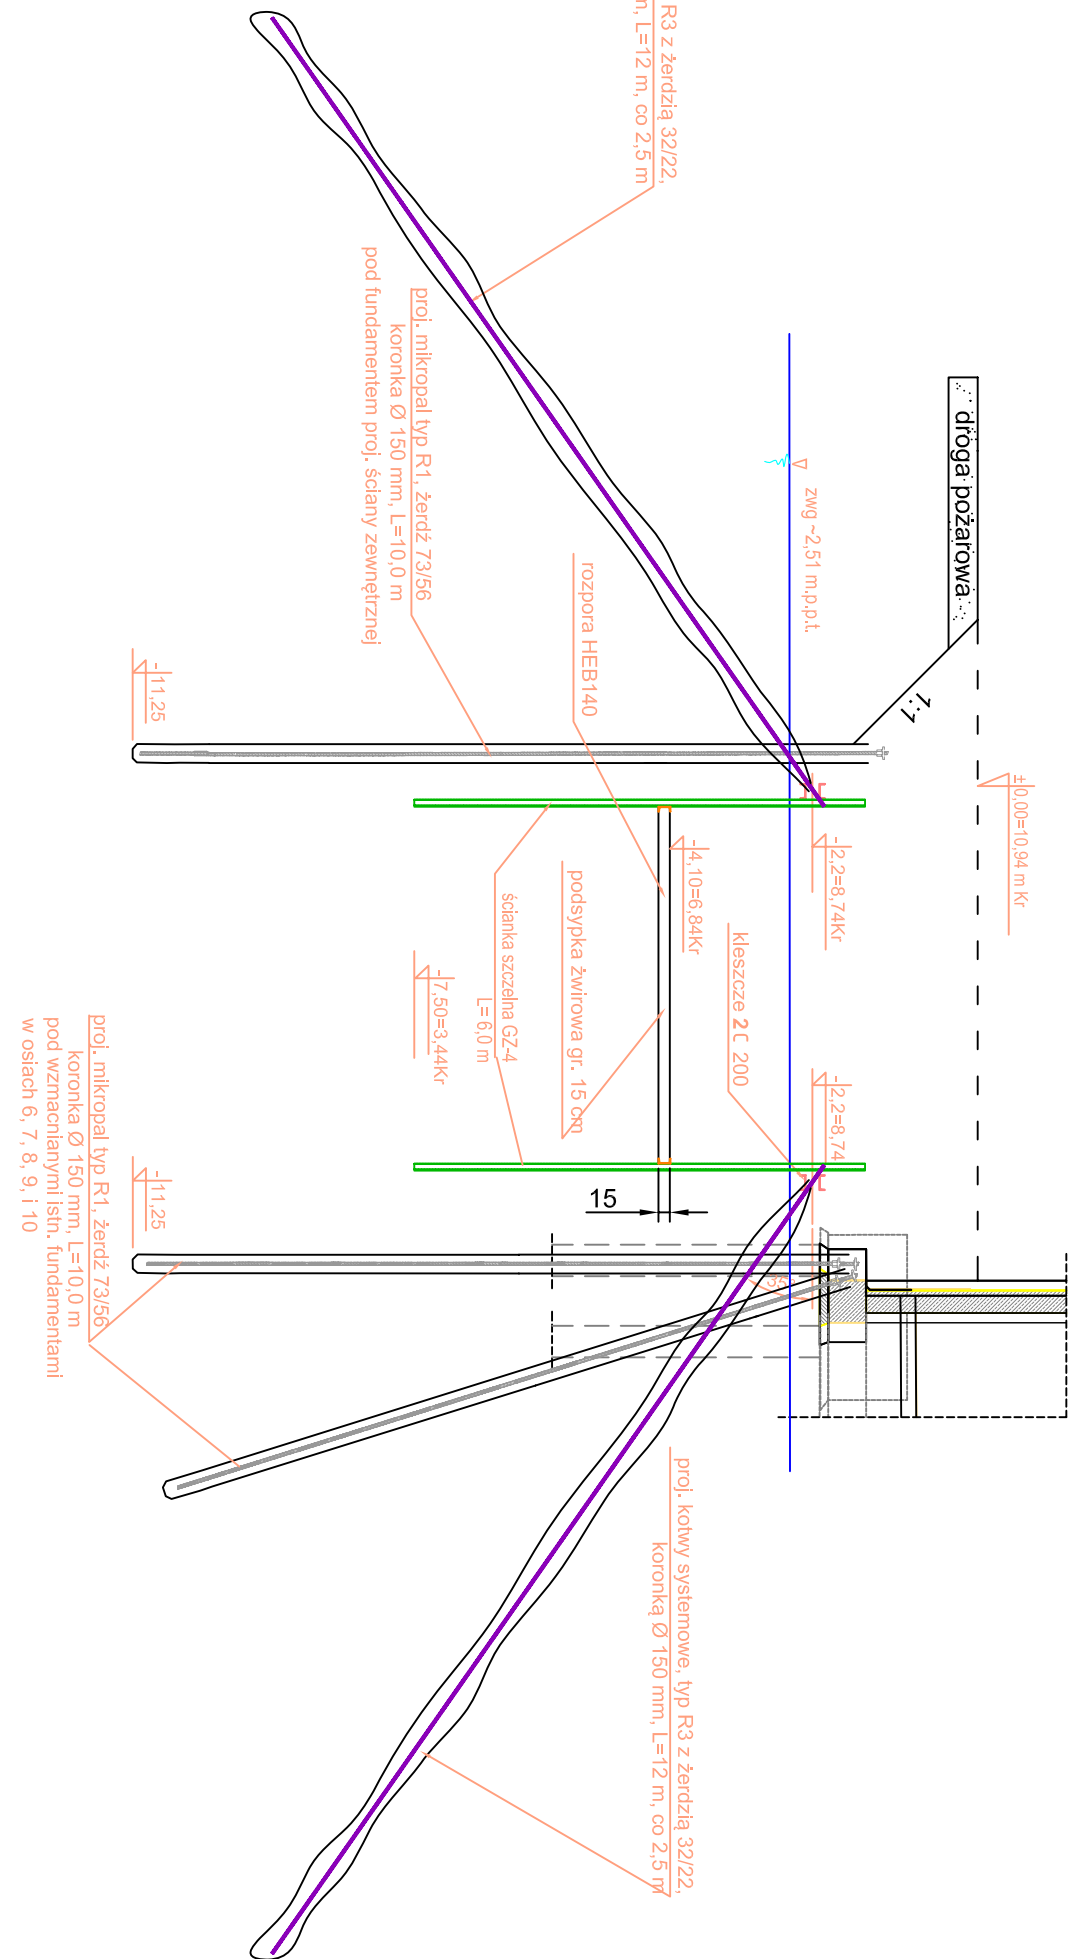 R3 z żerdzią 32/22,
m, L=12 m, co 2,5 m
droga pożarowa
1:1
±0,00=10,94 m Kr
zwg ~2,51 m.p.p.t.
proj. mikropal typ R1, żerdź 73/56
koronka Ø 150 mm, L=10,0 m
pod fundamentem proj. ściany zewnętrznej
rozpora HEB140
-11,25
-2,2=8,74Kr
-4,10=6,84Kr
podsypka żwirowa gr. 15 cm
ścianka szczelna GZ-4
L= 6,0 m
-7,50=3,44Kr
kleszcze 2 [ 200
-2,2=8,74
15
35°
-11,25
proj. mikropal typ R1, żerdź 73/56
koronka Ø 150 mm, L=10,0 m
pod wzmacnianymi istn. fundamentami
w osiach 6, 7, 8, 9, i 10
proj. kotwy systemowe, typ R3 z żerdzią 32/22,
koronką Ø 150 mm, L=12 m, co 2,5 m